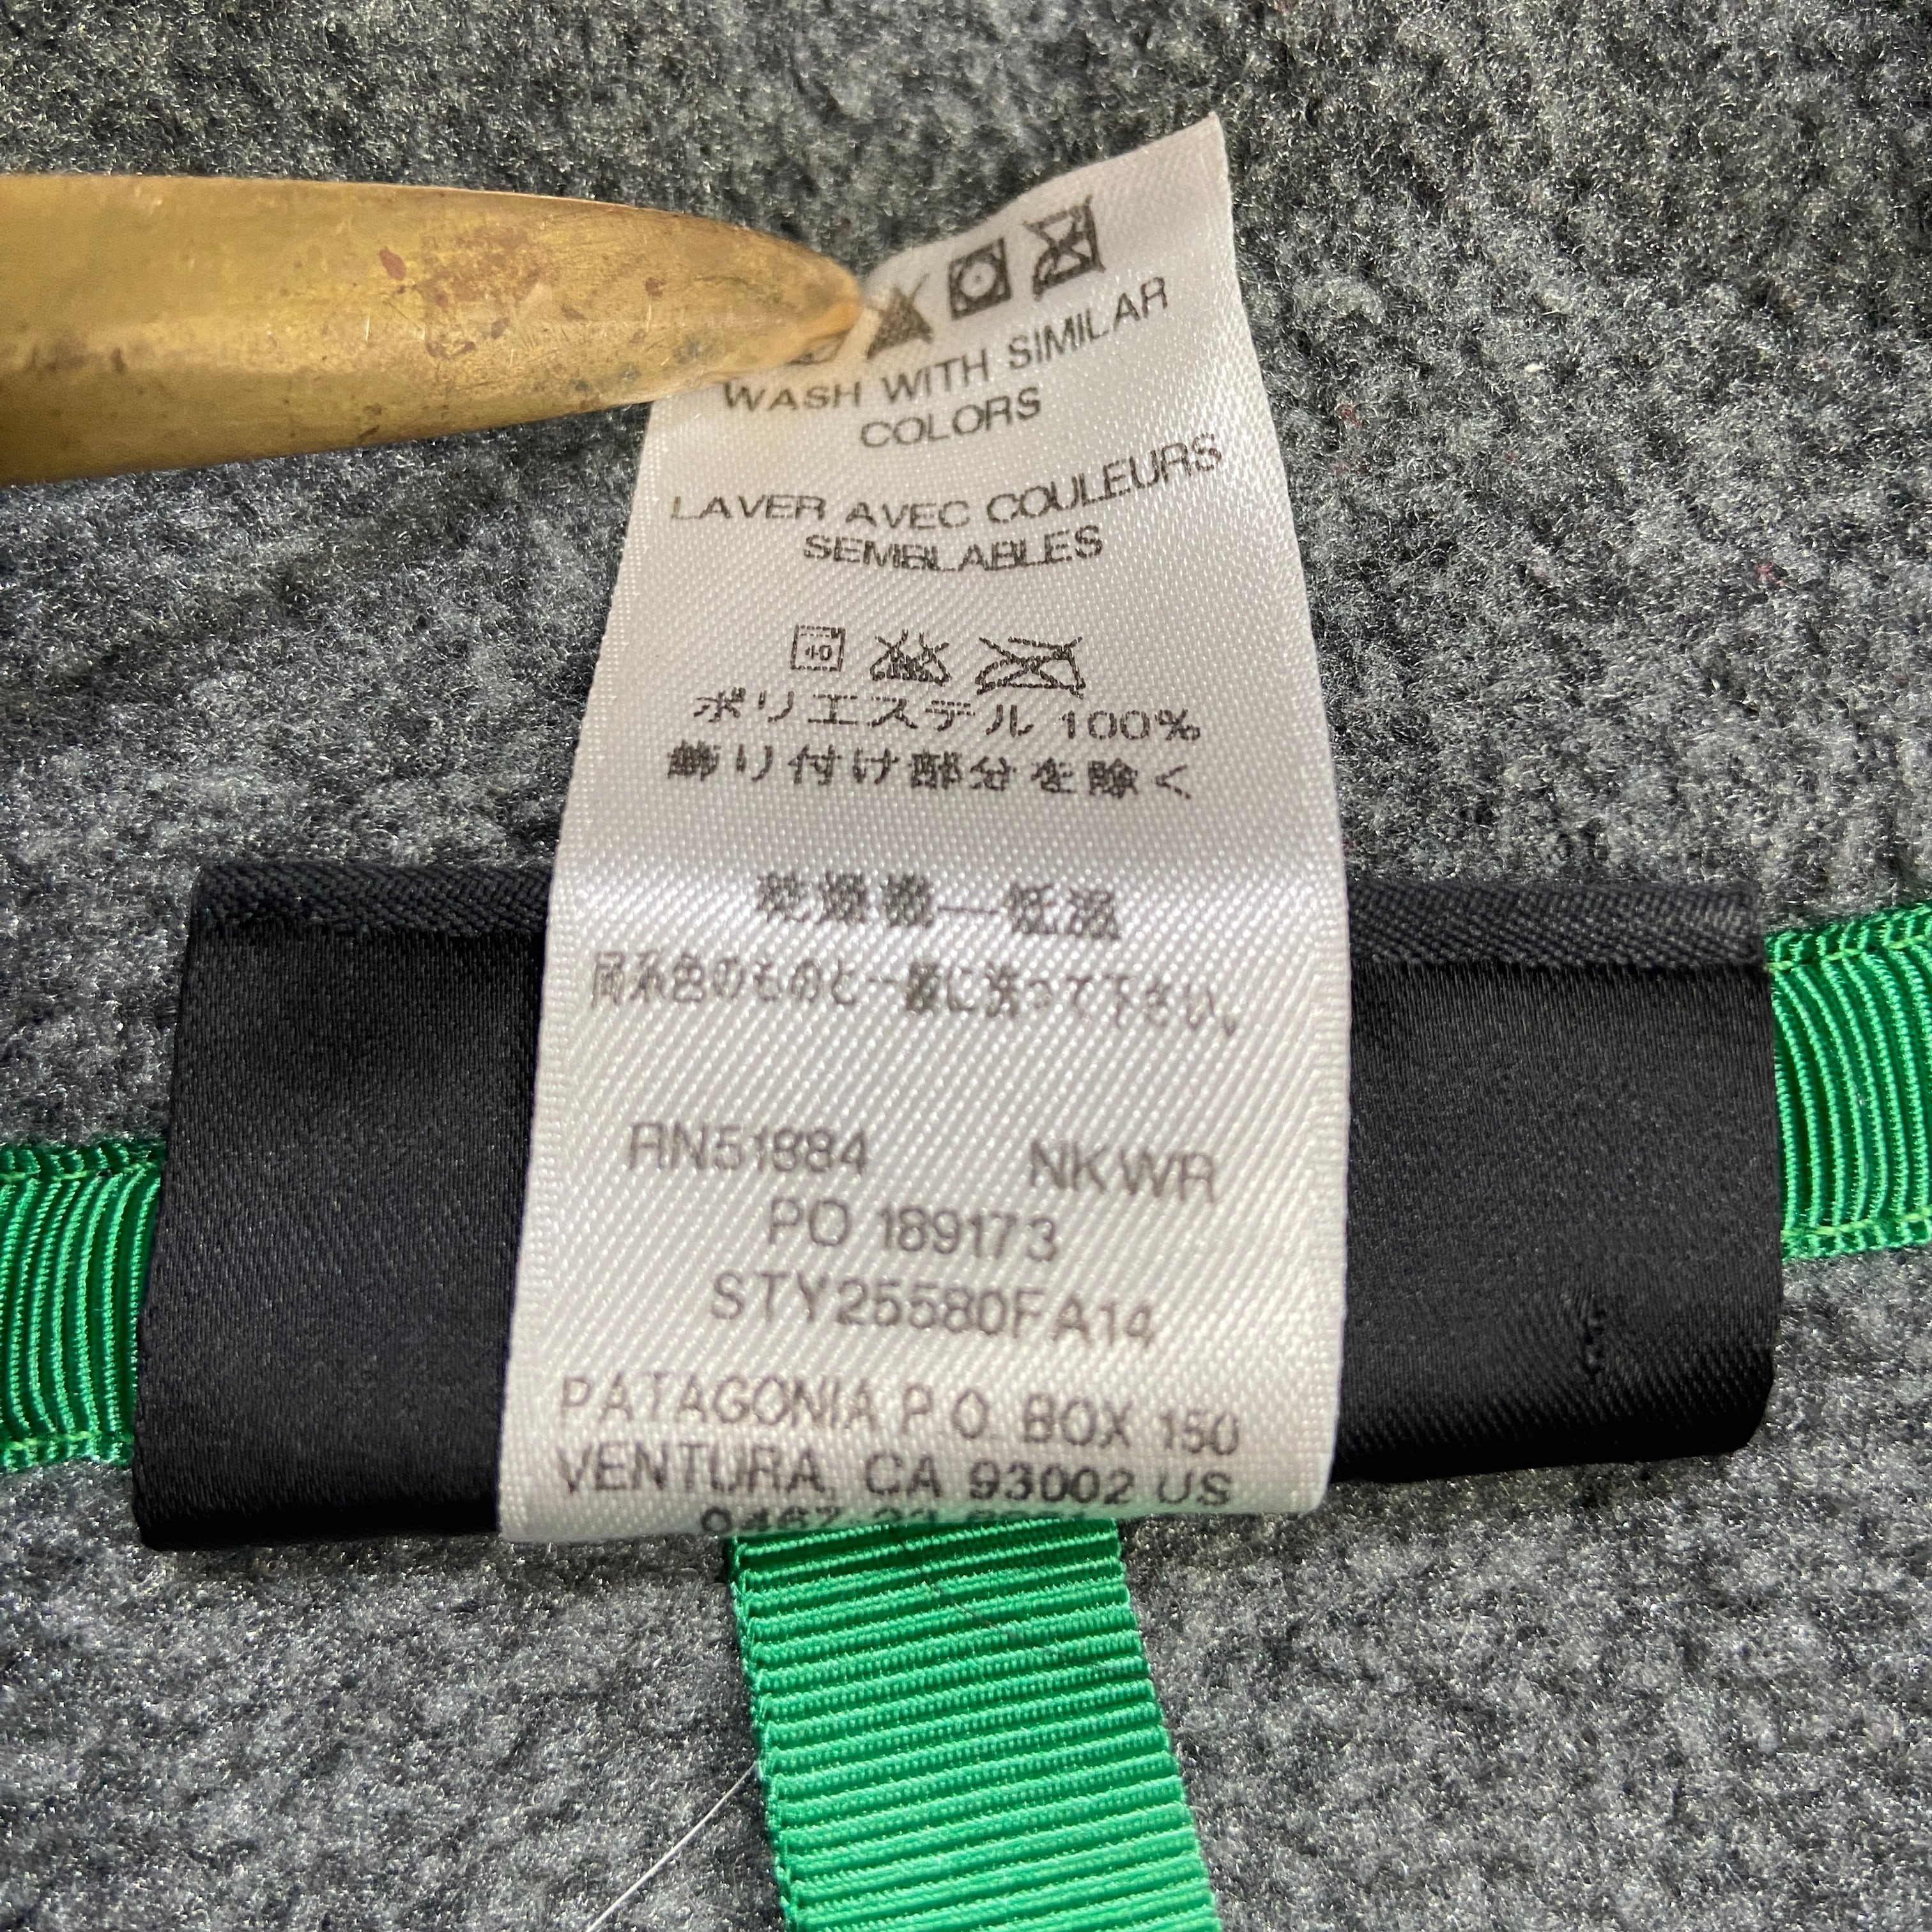 WASH WITH SIMILAR
COLORS
LAVER AVEC COULEURS
SEMBLABLES
40
ポリエステル 100%
飾り付け部分を除く
乾燥機一低温
同系色のものと一緒に洗って下さい。
RN51884 NKWR
PO 189173
STY25580FA14
PATAGONIA P.O. BOX 150
VENTURA, CA 93002 US